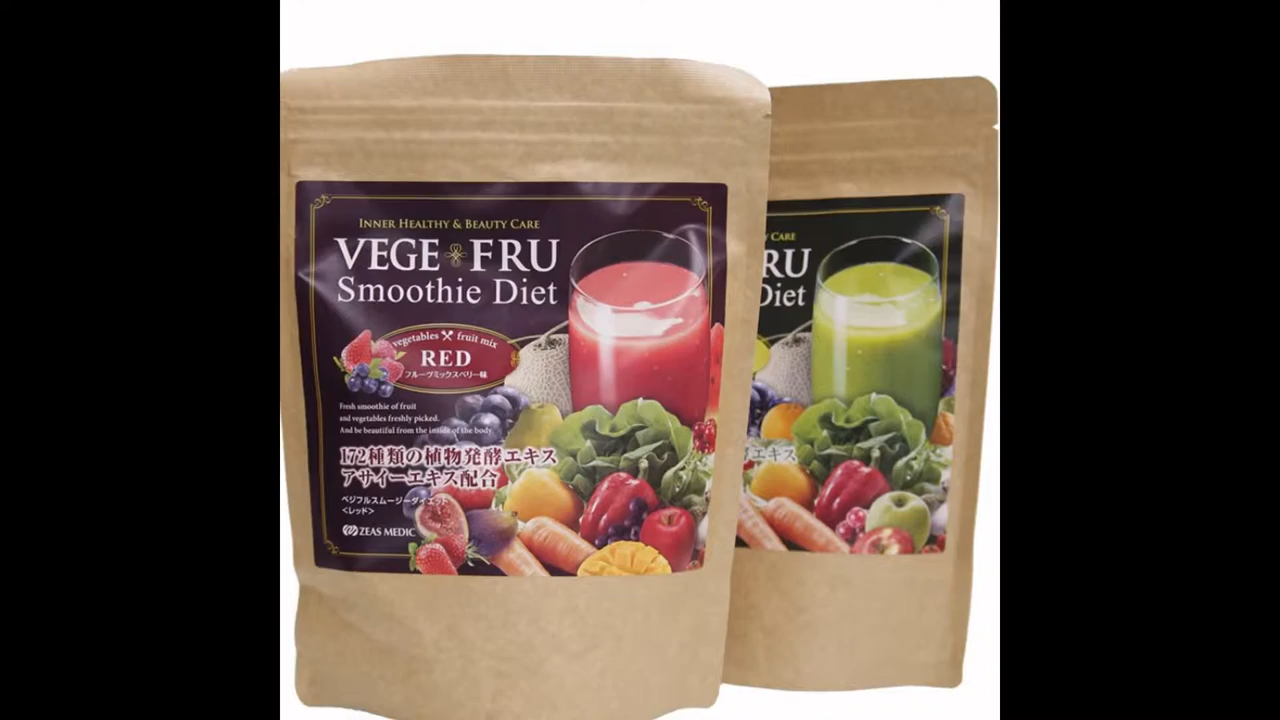 INNER HEALTHY & BEAUTY CARE
VEGE FRU
Smoothie Diet
vegetables fruit mix
RED
フルーツミックスベリー味
Fresh smoothie of fruit
and vegetables freshly picked.
And be beautiful from the inside of the body.
172種類の植物発酵エキス
アサイーエキス配合
ベジフルスムージーダイエット
<レッド>
ZEAS MEDIC
CARE
RU
Diet
エキス